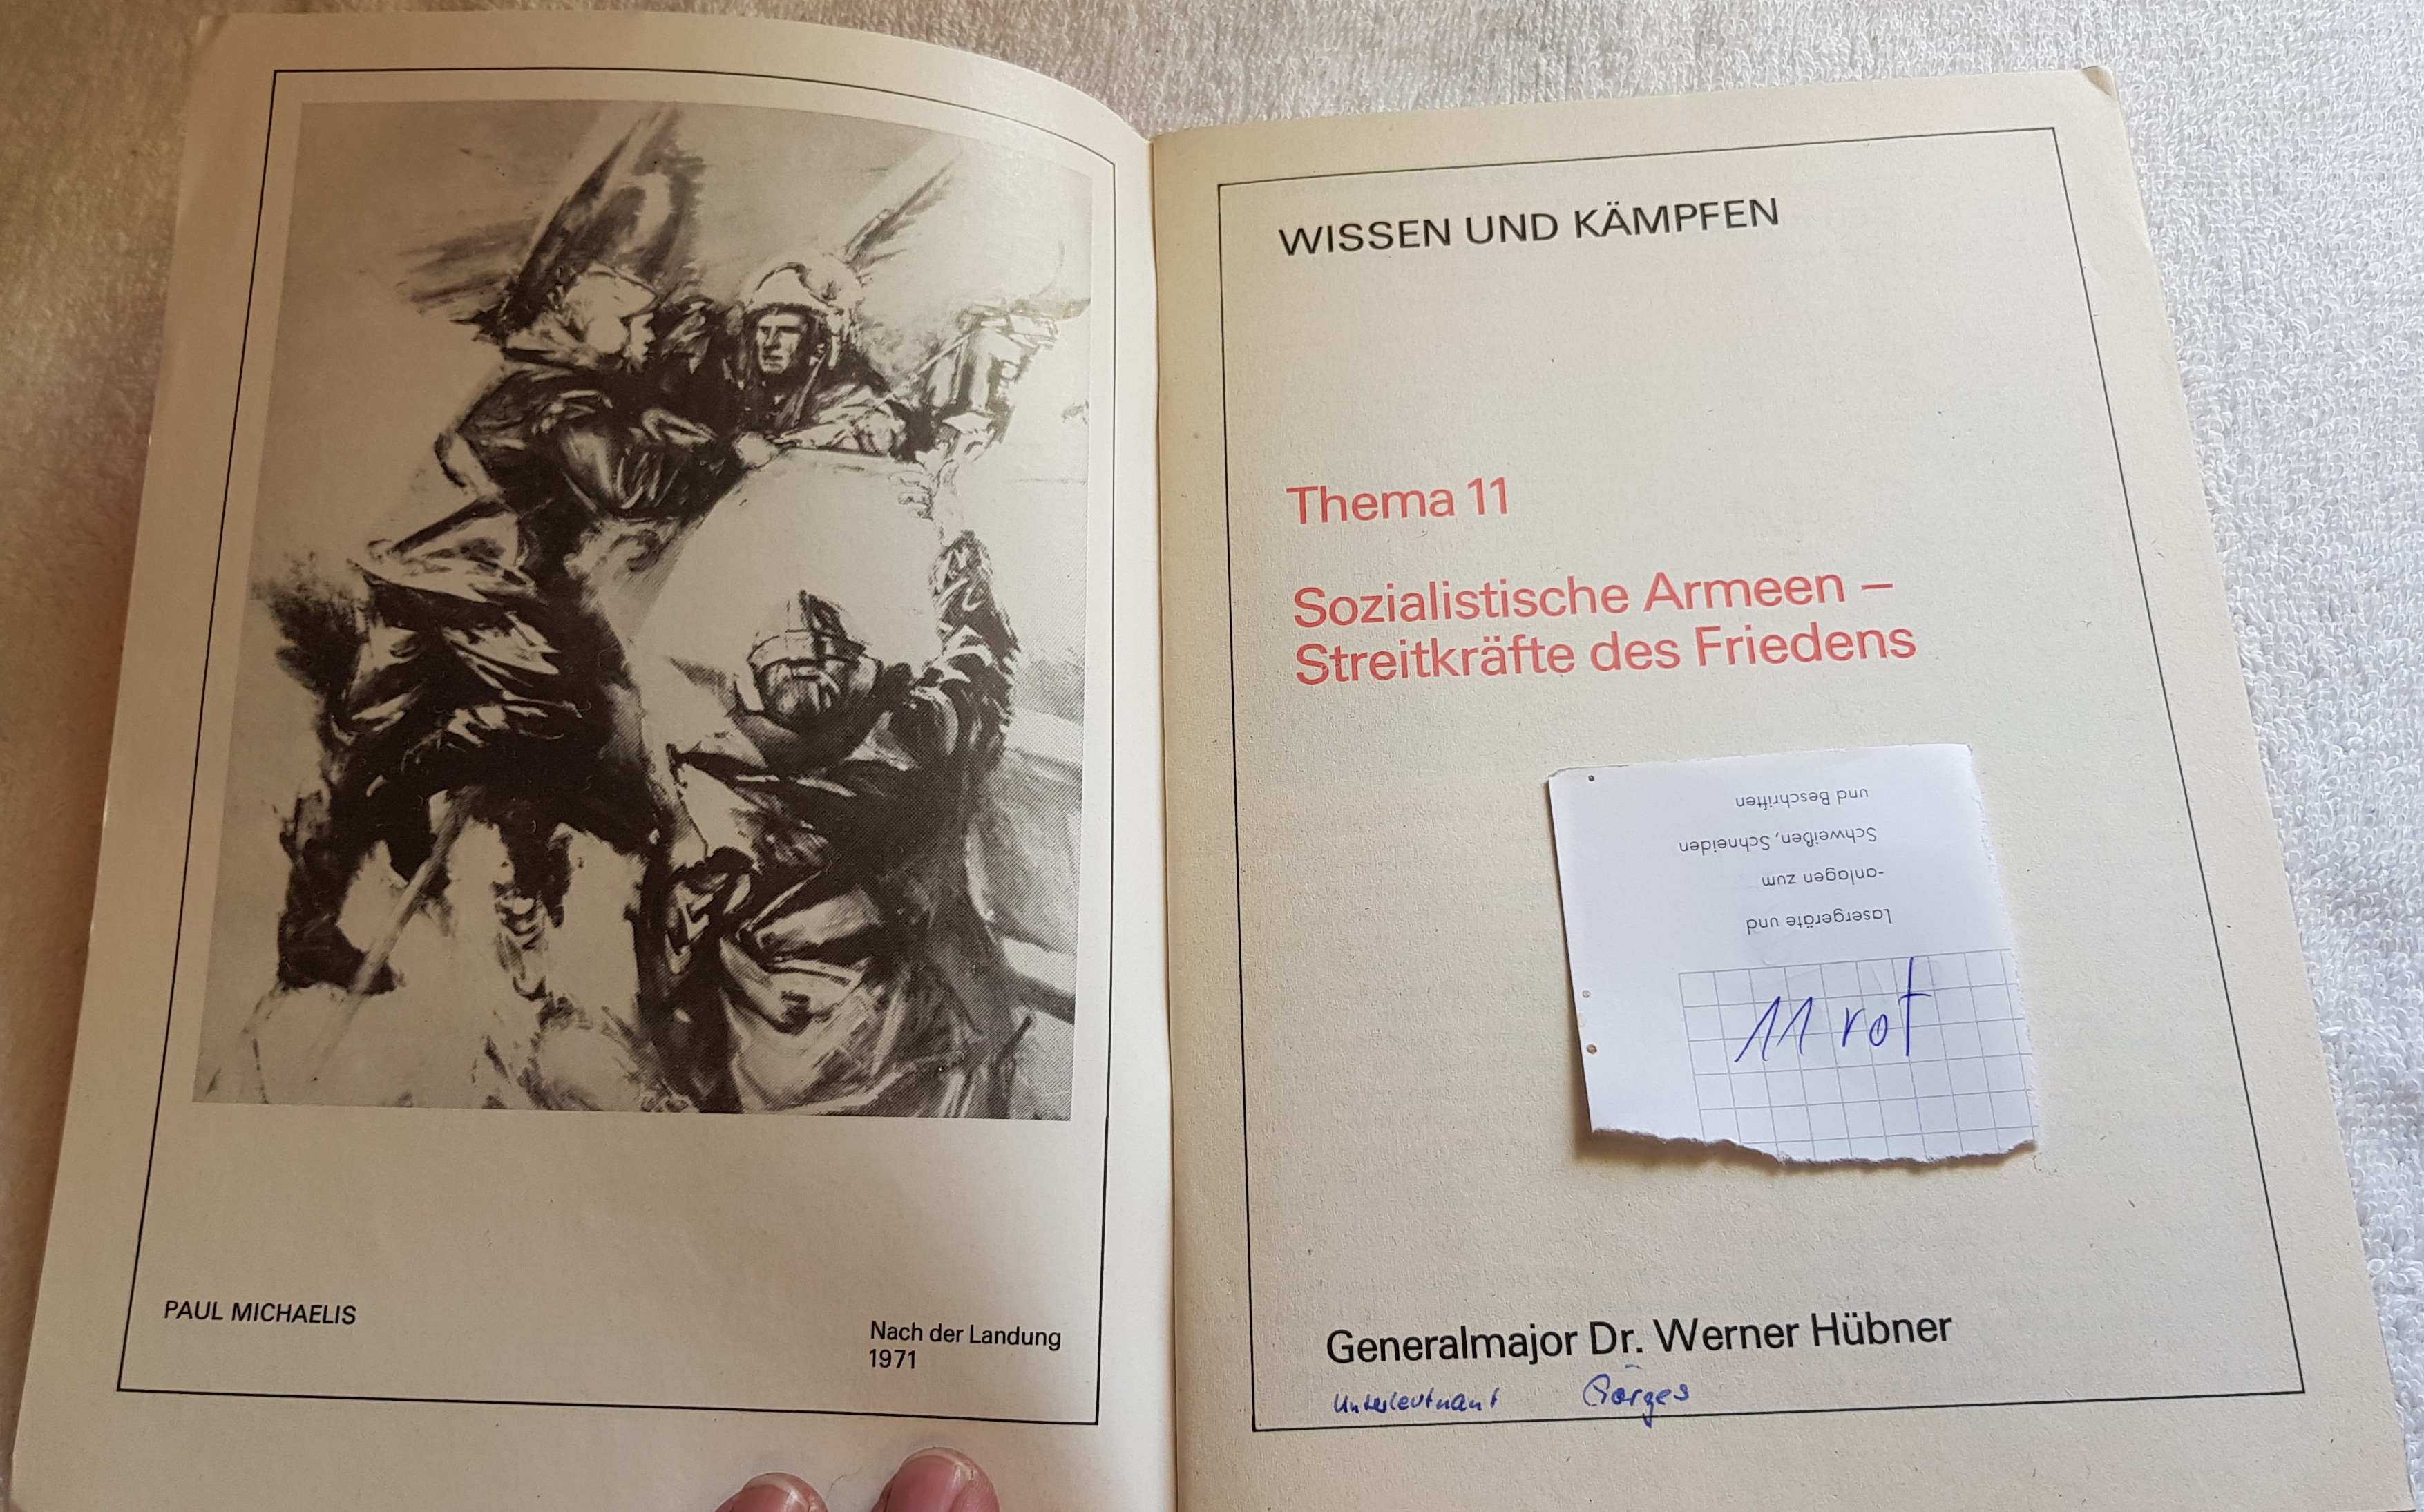 PAUL MICHAELIS
Nach der Landung
1971
WISSEN UND KÄMPFEN
Thema 11
Sozialistische Armeen –
Streitkräfte des Friedens
Lasergeräte und
-anlagen zum
Schweißen, Schneiden
und Beschriften
11 rot
Generalmajor Dr. Werner Hübner
Unterleutnant Görges